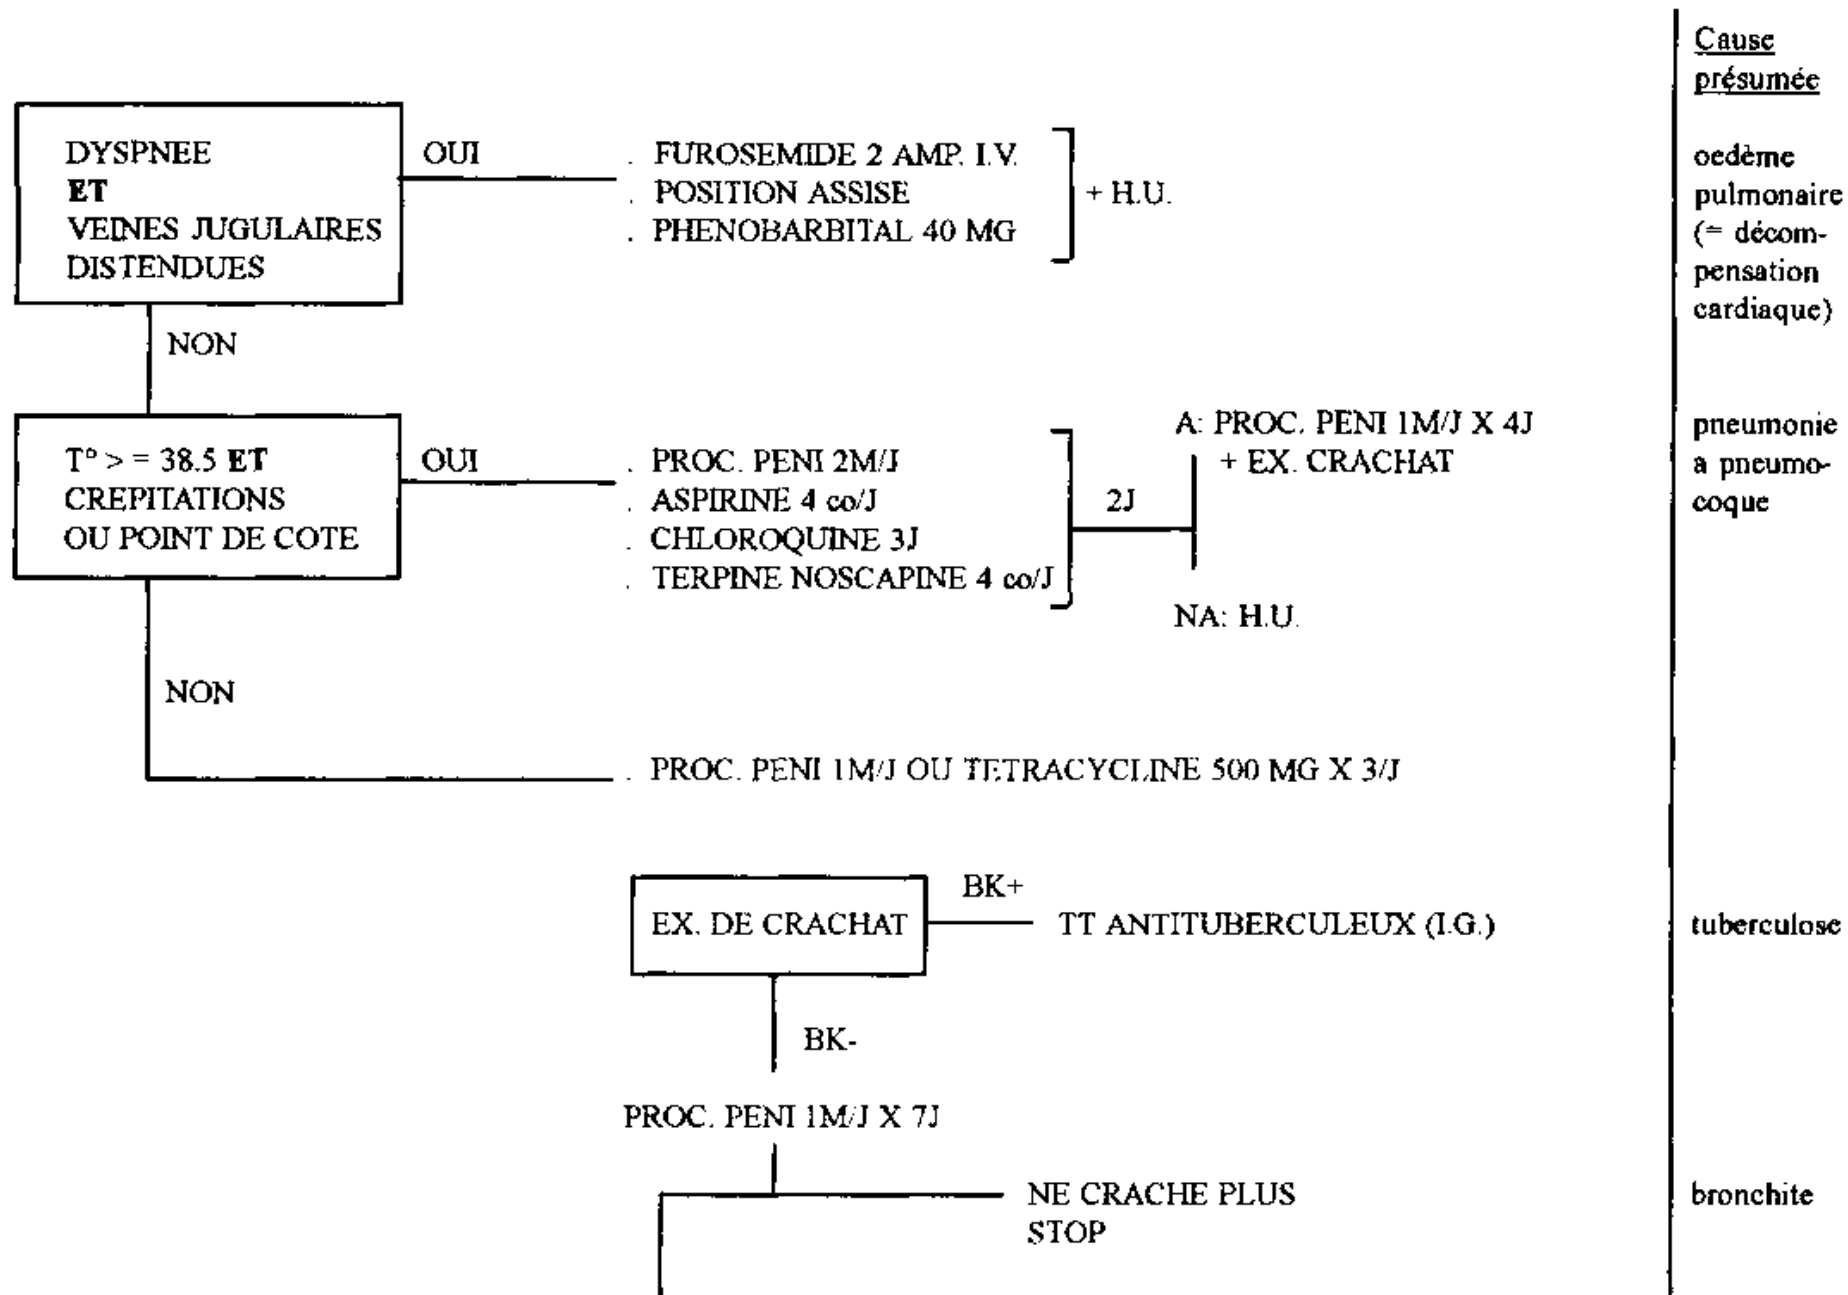 Cause
présumée
DYSPNEE
ET
VEINES JUGULAIRES
DISTENDUES
OUI
. FUROSEMIDE 2 AMP. I.V.
. POSITION ASSISE
. PHENOBARBITAL 40 MG
+ H.U.
oedème
pulmonaire
(= décom-
pensation
cardiaque)
NON
T° > = 38.5 ET
CREPITATIONS
OU POINT DE COTE
OUI
. PROC. PENI 2M/J
. ASPIRINE 4 co/J
. CHLOROQUINE 3J
. TERPINE NOSCAPINE 4 co/J
2J
A: PROC. PENI 1M/J X 4J
+ EX. CRACHAT
NA: H.U.
pneumonie
a pneumo-
coque
NON
. PROC. PENI 1M/J OU TETRACYCLINE 500 MG X 3/J
EX. DE CRACHAT
BK+
TT ANTITUBERCULEUX (I.G.)
tuberculose
BK-
PROC. PENI 1M/J X 7J
NE CRACHE PLUS
STOP
bronchite